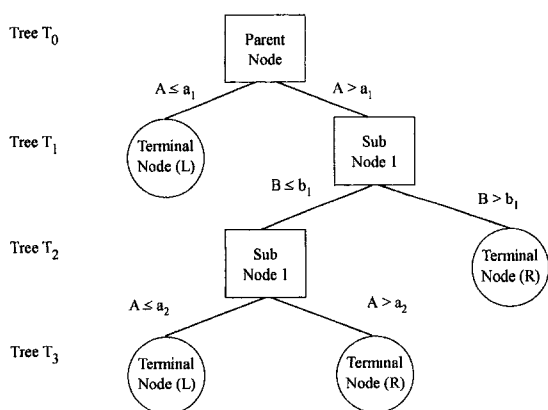 Tree T0
Parent
Node
A ≤ a1
A > a1
Tree T1
Terminal
Node (L)
Sub
Node 1
B ≤ b1
B > b1
Tree T2
Sub
Node 1
Terminal
Node (R)
A ≤ a2
A > a2
Tree T3
Terminal
Node (L)
Terminal
Node (R)